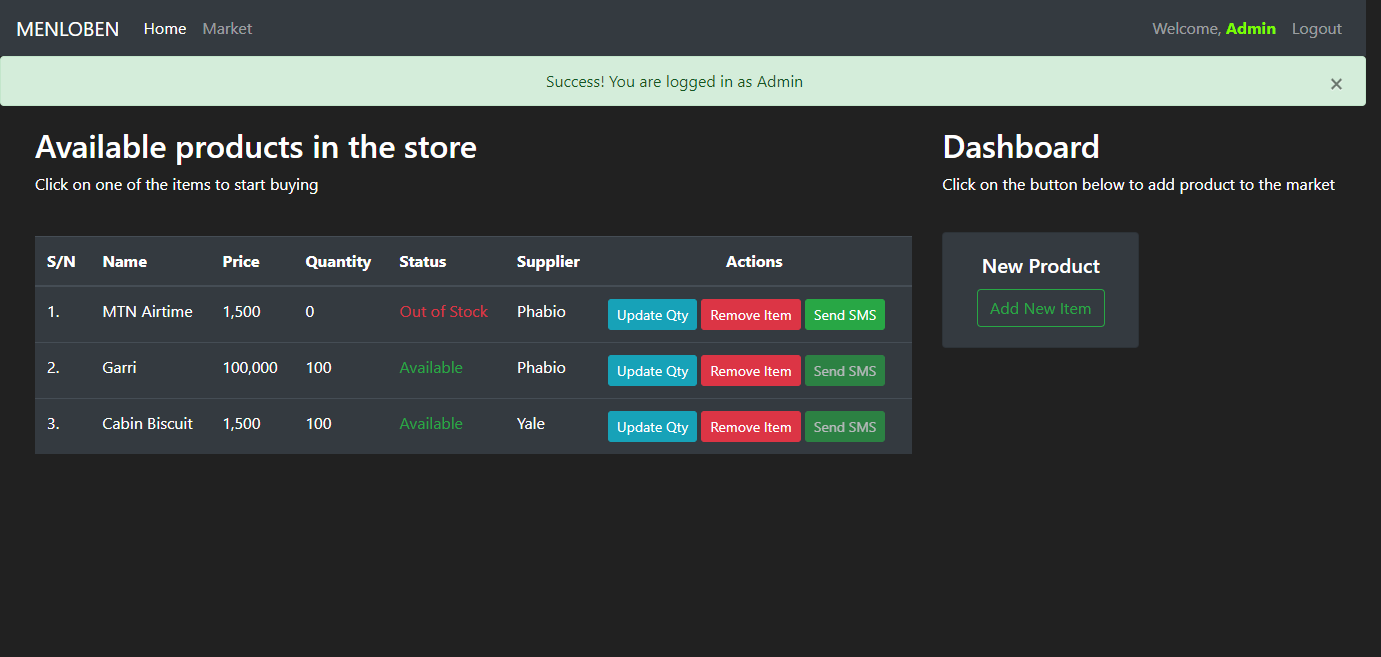 MENLOBEN Home Market Welcome, Admin Logout
Success! You are logged in as Admin ×
Available products in the store
Click on one of the items to start buying
S/N Name Price Quantity Status Supplier Actions
1. MTN Airtime 1,500 0 Out of Stock Phabio Update Qty Remove Item Send SMS
2. Garri 100,000 100 Available Phabio Update Qty Remove Item Send SMS
3. Cabin Biscuit 1,500 100 Available Yale Update Qty Remove Item Send SMS
Dashboard
Click on the button below to add product to the market
New Product
Add New Item